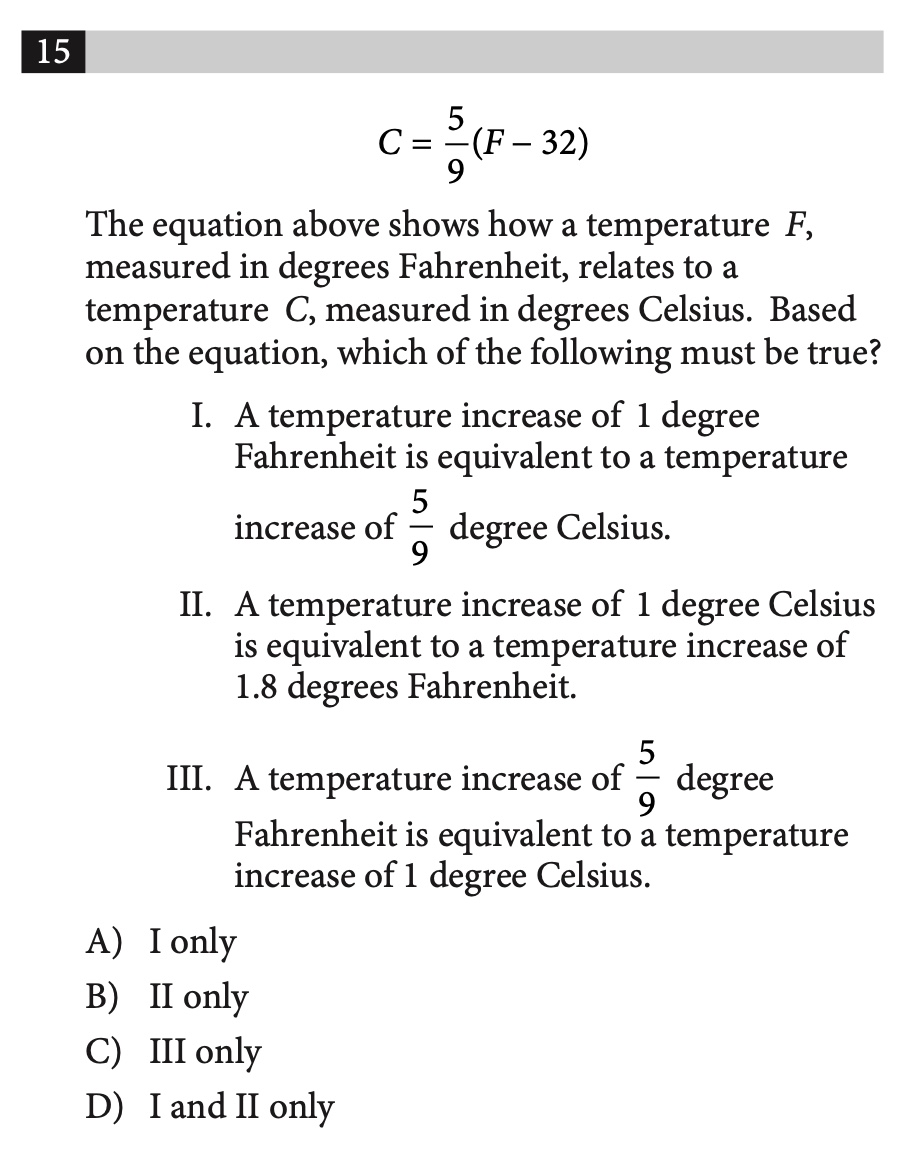 15
C = 5/9 (F – 32)
The equation above shows how a temperature F,
measured in degrees Fahrenheit, relates to a
temperature C, measured in degrees Celsius. Based
on the equation, which of the following must be true?
I. A temperature increase of 1 degree
Fahrenheit is equivalent to a temperature
increase of 5/9 degree Celsius.
II. A temperature increase of 1 degree Celsius
is equivalent to a temperature increase of
1.8 degrees Fahrenheit.
III. A temperature increase of 5/9 degree
Fahrenheit is equivalent to a temperature
increase of 1 degree Celsius.
A) I only
B) II only
C) III only
D) I and II only